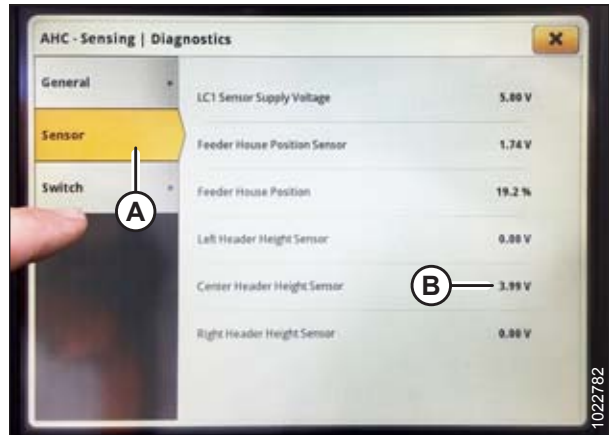 AHC - Sensing | Diagnostics
General
Sensor
Switch
A
LC1 Sensor Supply Voltage 5.00 V
Feeder House Position Sensor 1.74 V
Feeder House Position 19.2 %
Left Header Height Sensor 0.00 V
Center Header Height Sensor B 3.99 V
Right Header Height Sensor 0.00 V
1022782